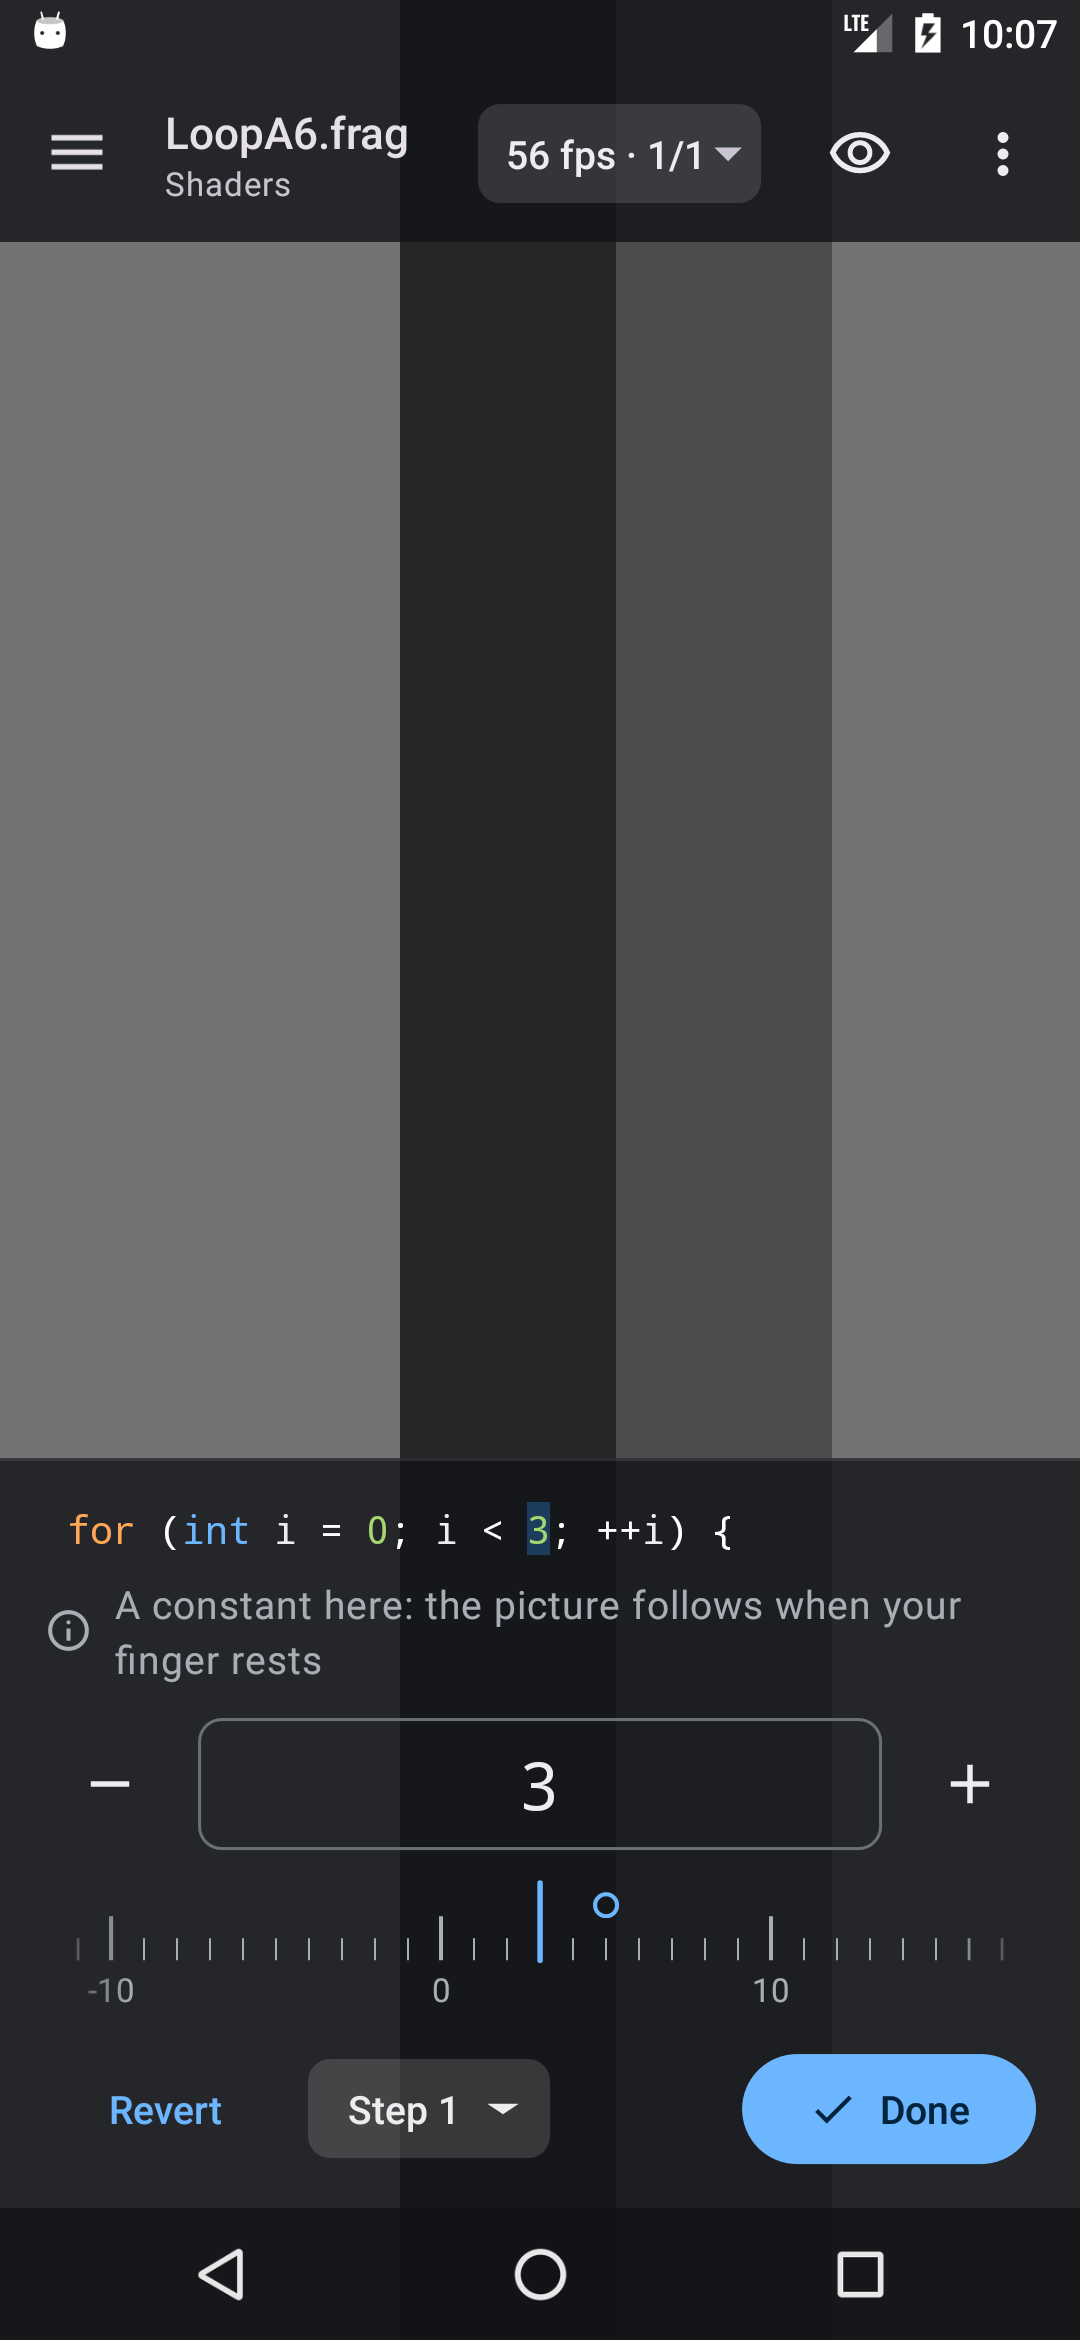 LTE 10:07
LoopA6.frag
Shaders
56 fps · 1/1
for (int i = 0; i < 3; ++i) {
A constant here: the picture follows when your
finger rests
3
-10 0 10
Revert Step 1 Done